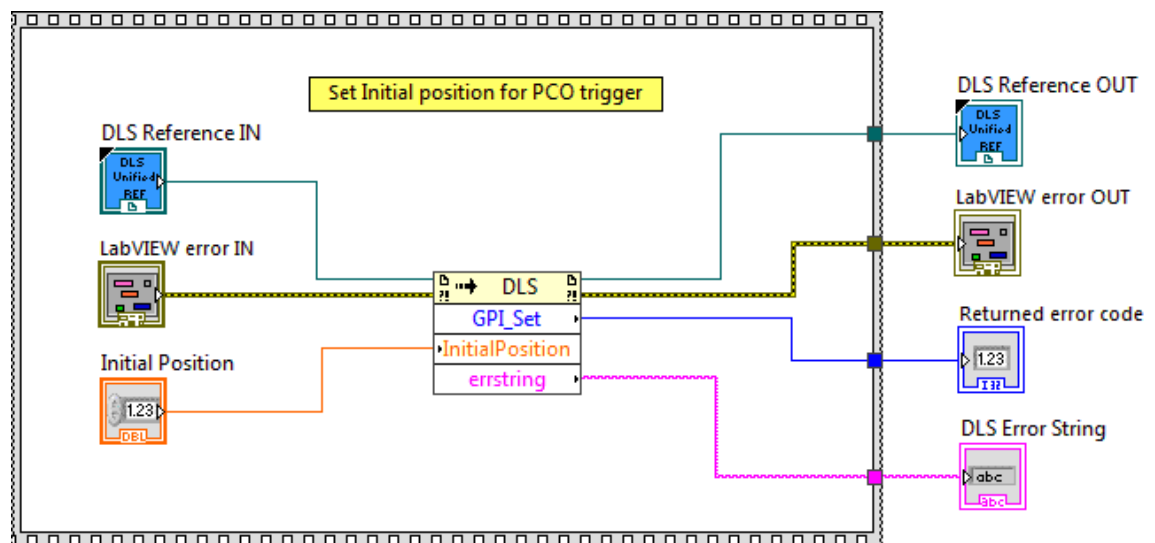 Set Initial position for PCO trigger
DLS Reference IN
DLS
Unified
REF
LabVIEW error IN
Initial Position
1.23
DBL
DLS
GPI_Set
InitialPosition
errstring
DLS Reference OUT
DLS
Unified
REF
LabVIEW error OUT
Returned error code
1.23
I32
DLS Error String
abc
abc